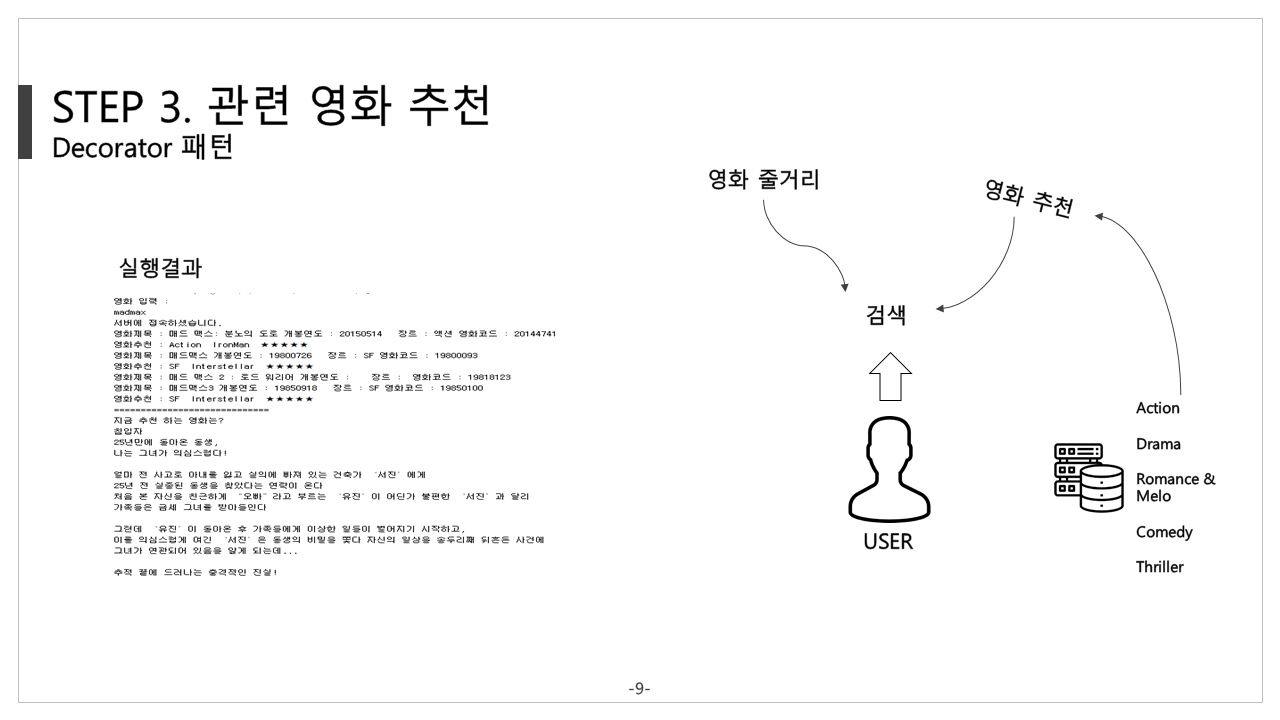 STEP 3. 관련 영화 추천
Decorator 패턴
실행결과
영화 입력 :
madmax
서버에 접속하셨습니다.
영화제목 : 매드 맥스: 분노의 도로 개봉연도 : 20150514 장르 : 액션 영화코드 : 20144741
영화추천 : Action IronMan ★★★★★
영화제목 : 매드맥스 개봉연도 : 19800726 장르 : SF 영화코드 : 19800093
영화추천 : SF Interstellar ★★★★★
영화제목 : 매드 맥스 2 : 로드 워리어 개봉연도 : 장르 : 영화코드 : 19818123
영화제목 : 매드맥스3 개봉연도 : 19850918 장르 : SF 영화코드 : 19850100
영화추천 : SF Interstellar ★★★★★
==============================
지금 추천 하는 영화는?
침입자
25년만에 돌아온 동생,
나는 그녀가 의심스럽다!
얼마 전 사고로 아내를 잃고 실의에 빠져 있는 건축가 ‘서진’에게
25년 전 실종된 동생을 찾았다는 연락이 온다
처음 본 자신을 친근하게 “오빠”라고 부르는 ‘유진’이 어딘가 불편한 ‘서진’과 달리
가족들은 금세 그녀를 받아들인다
그런데 ‘유진’이 돌아온 후 가족들에게 이상한 일들이 벌어지기 시작하고,
이를 의심스럽게 여긴 ‘서진’은 동생의 비밀을 쫓다 자신의 일상을 송두리째 뒤흔든 사건에
그녀가 연관되어 있음을 알게 되는데...
추적 끝에 드러나는 충격적인 진실!
영화 줄거리
영화 추천
검색
USER
Action
Drama
Romance &
Melo
Comedy
Thriller
-9-